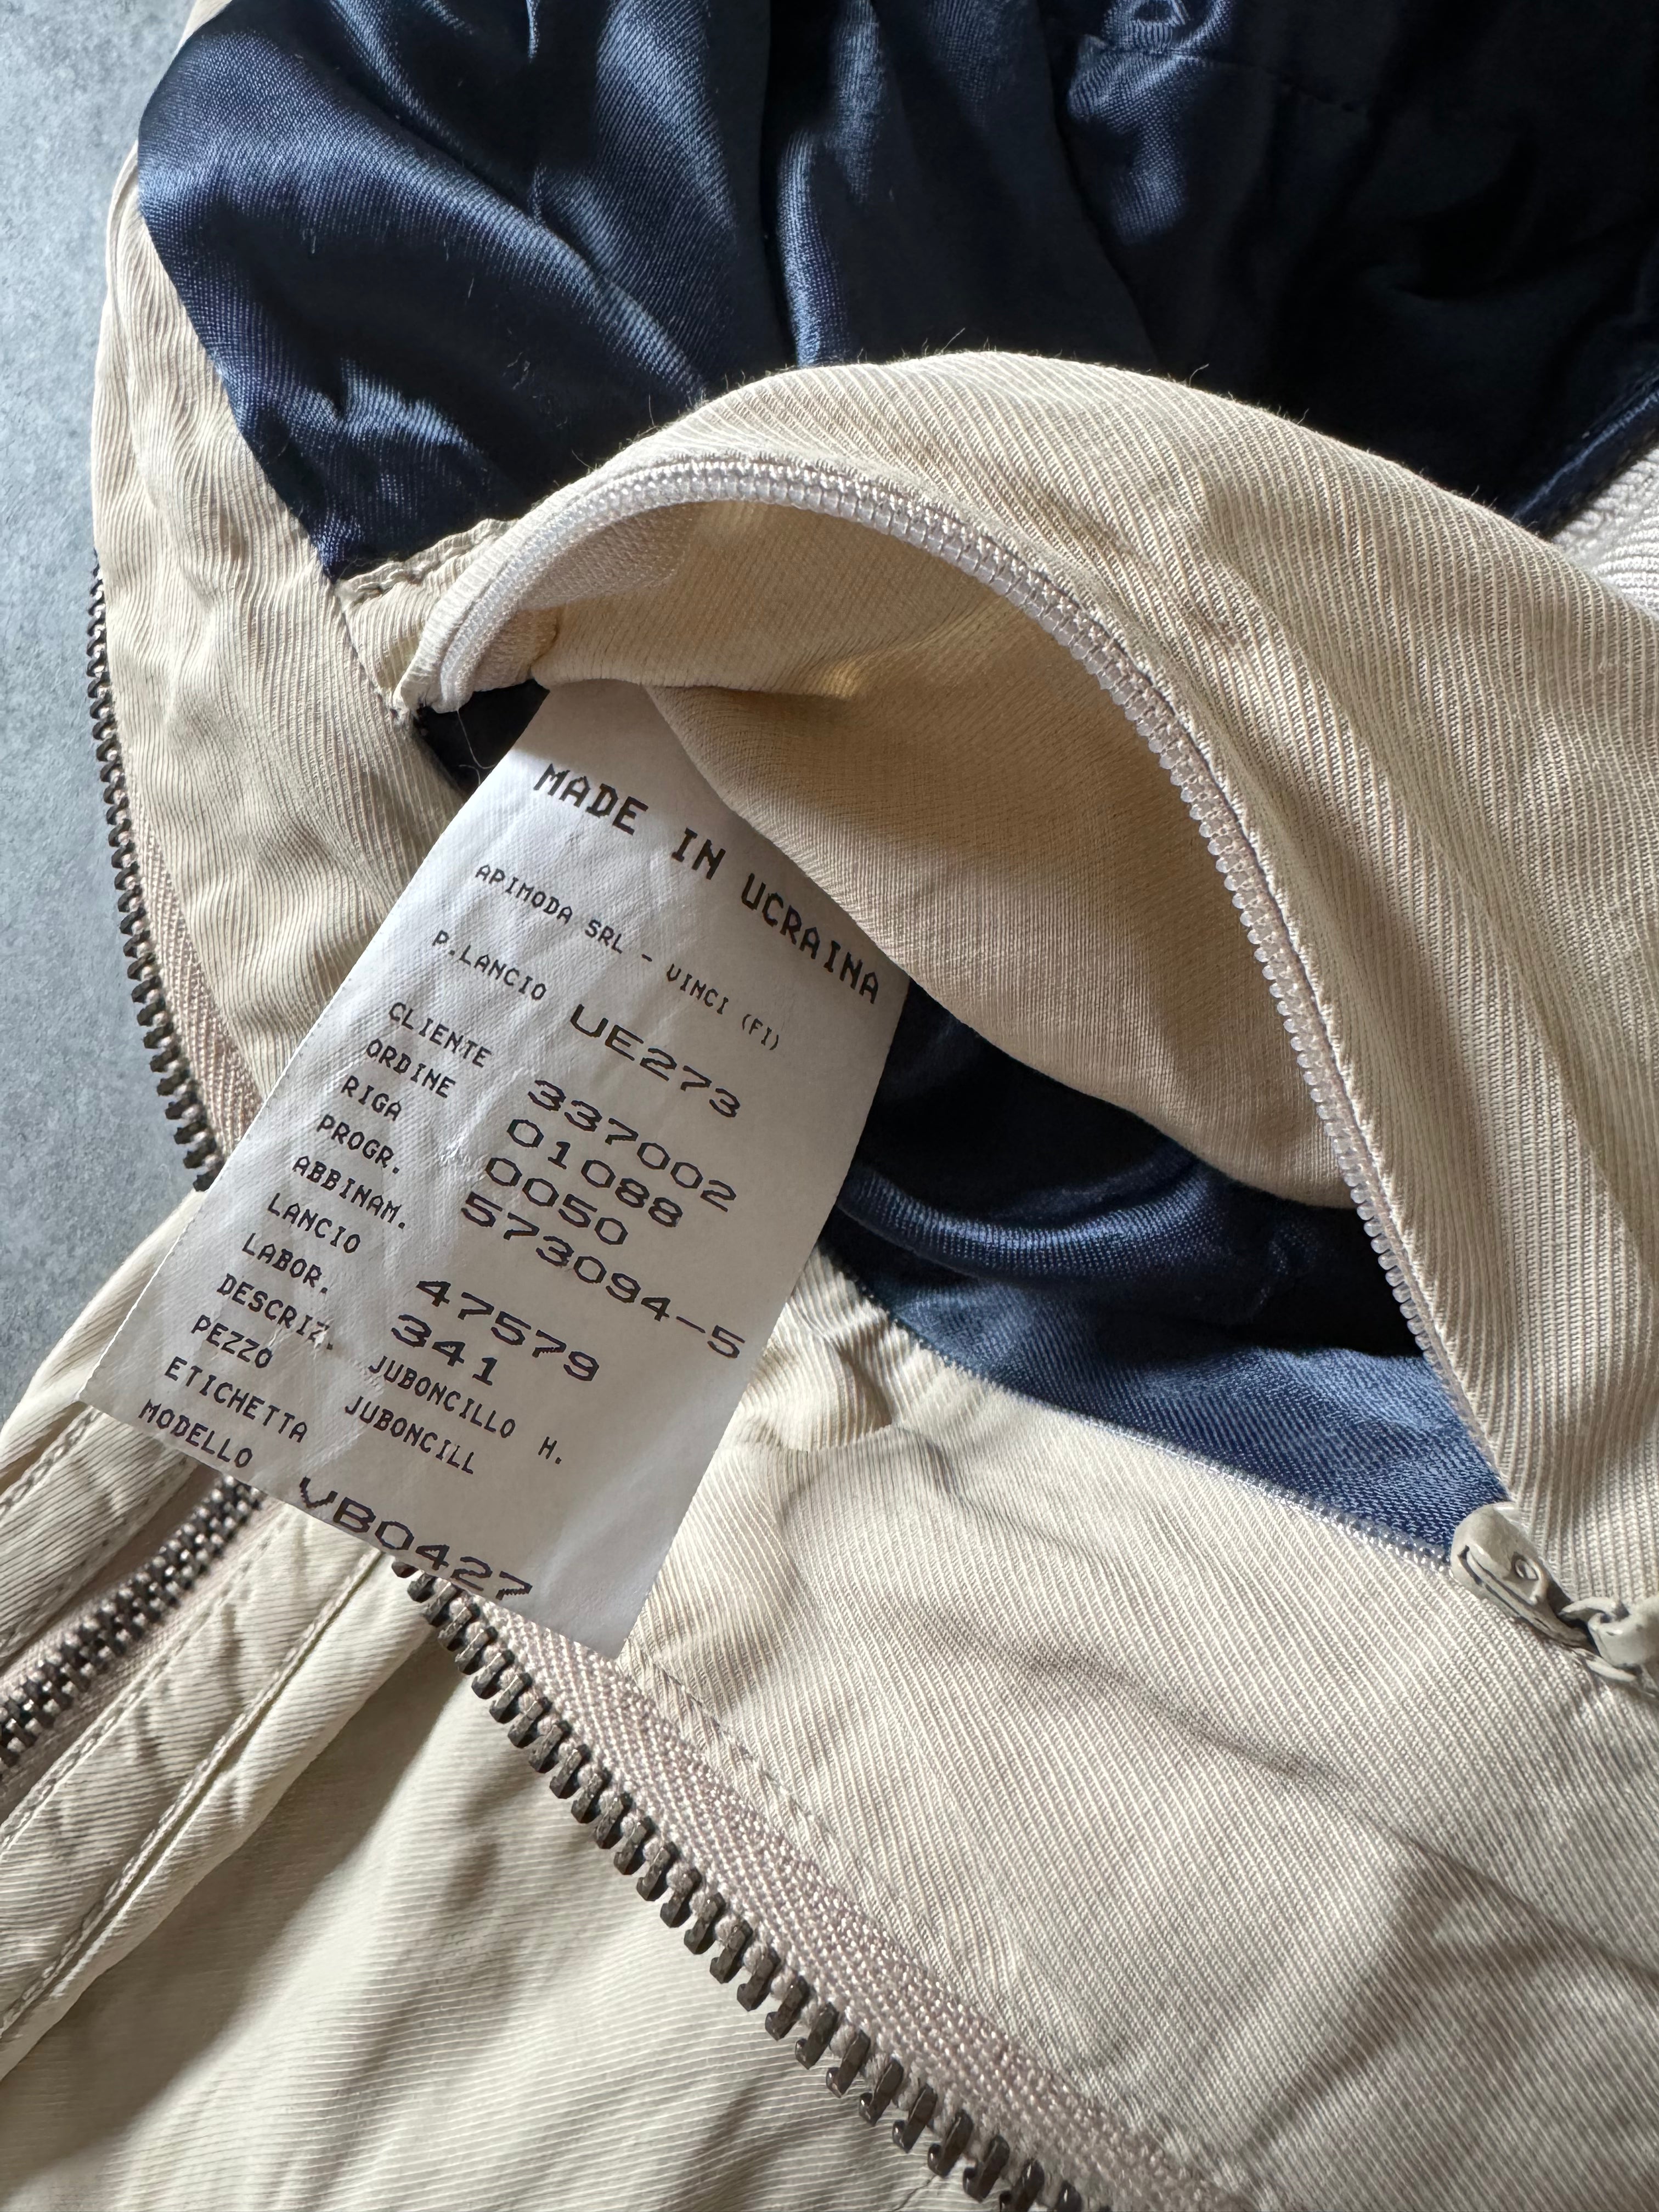 MADE IN UCRAINA
APIMODA SRL - VINCI (FI)
P.LANCIO UE273
CLIENTE 337002
ORDINE 01088
RIGA 0050
PROGR. 573094-5
ABBINAM.
LANCIO 47579
LABOR. 341
DESCRIZ. JUBONCILLO H.
PEZZO JUBONCILL
ETICHETTA
MODELLO VB0427